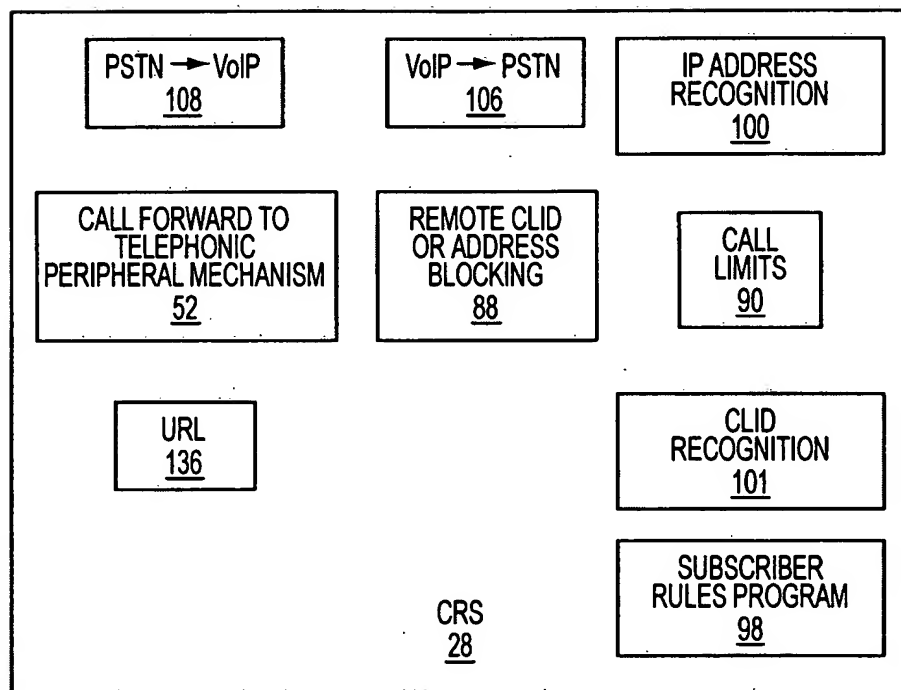 PSTN → VoIP
108
VoIP → PSTN
106
IP ADDRESS
RECOGNITION
100
CALL FORWARD TO
TELEPHONIC
PERIPHERAL MECHANISM
52
REMOTE CLID
OR ADDRESS
BLOCKING
88
CALL
LIMITS
90
URL
136
CLID
RECOGNITION
101
SUBSCRIBER
RULES PROGRAM
98
CRS
28